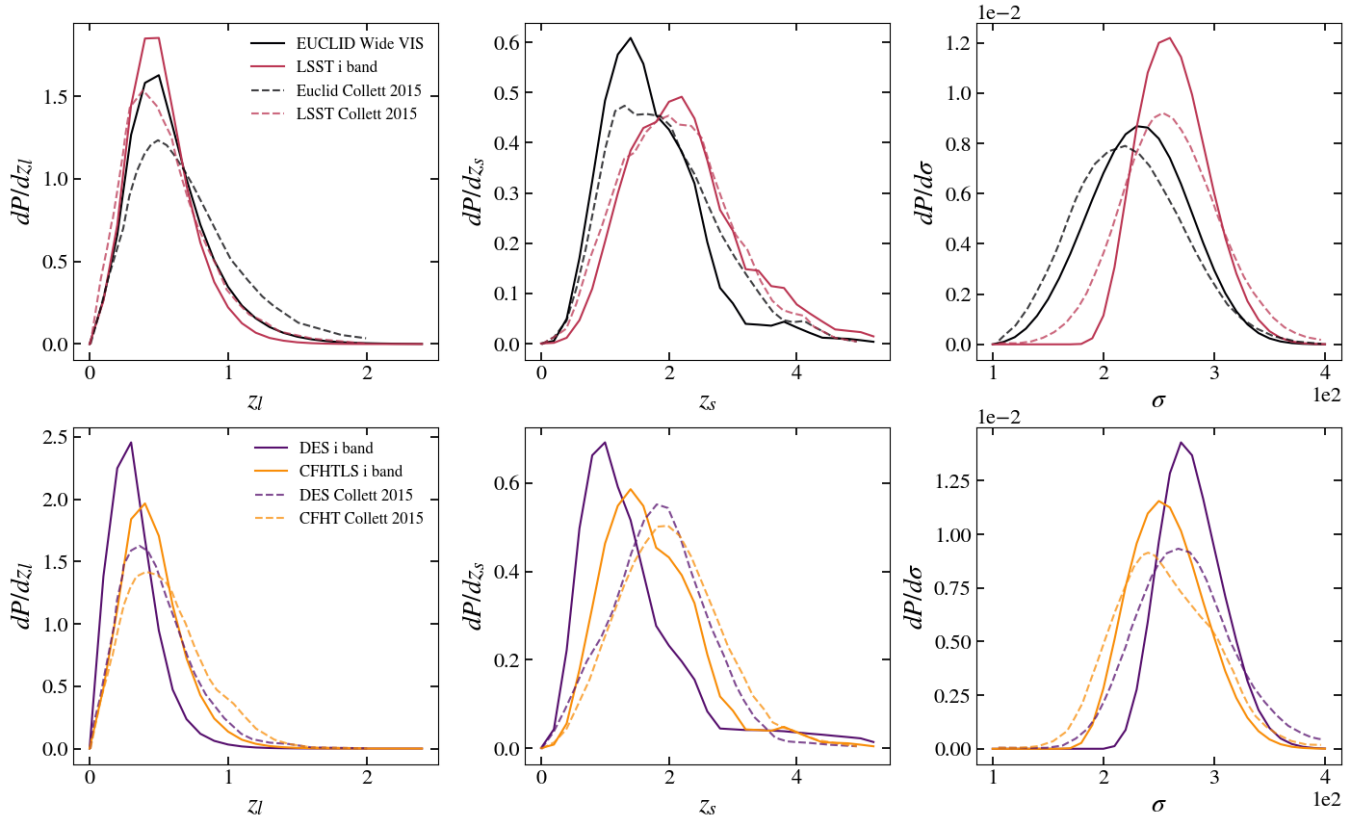 1e−2
1.5
1.0
0.5
0.0
dP/dz_l
0 1 2
z_l
EUCLID Wide VIS
LSST i band
Euclid Collett 2015
LSST Collett 2015
0.6
0.5
0.4
0.3
0.2
0.1
0.0
dP/dz_s
0 2 4
z_s
1.2
1.0
0.8
0.6
0.4
0.2
0.0
dP/dσ
1 2 3 4
1e2
σ
1e−2
2.5
2.0
1.5
1.0
0.5
0.0
dP/dz_l
0 1 2
z_l
DES i band
CFHTLS i band
DES Collett 2015
CFHT Collett 2015
0.6
0.4
0.2
0.0
dP/dz_s
0 2 4
z_s
1.25
1.00
0.75
0.50
0.25
0.00
dP/dσ
1 2 3 4
1e2
σ